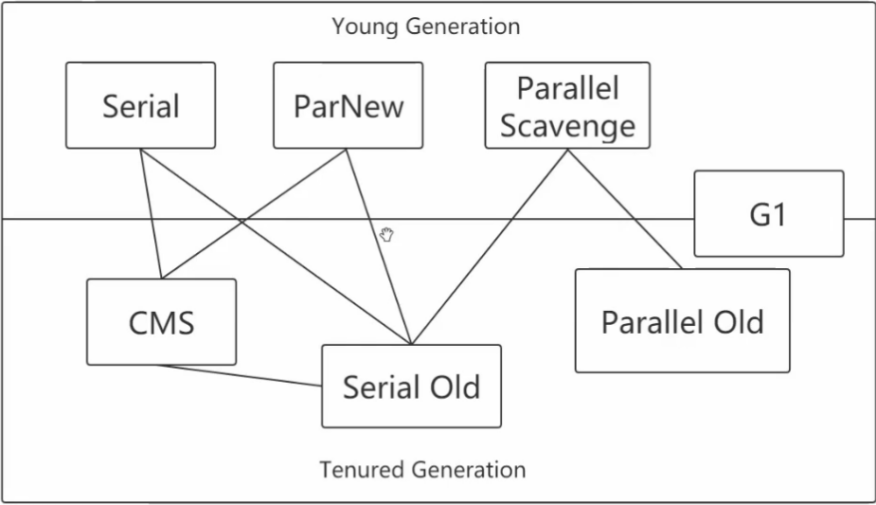 Young Generation
Serial
ParNew
Parallel
Scavenge
G1
CMS
Parallel Old
Serial Old
Tenured Generation